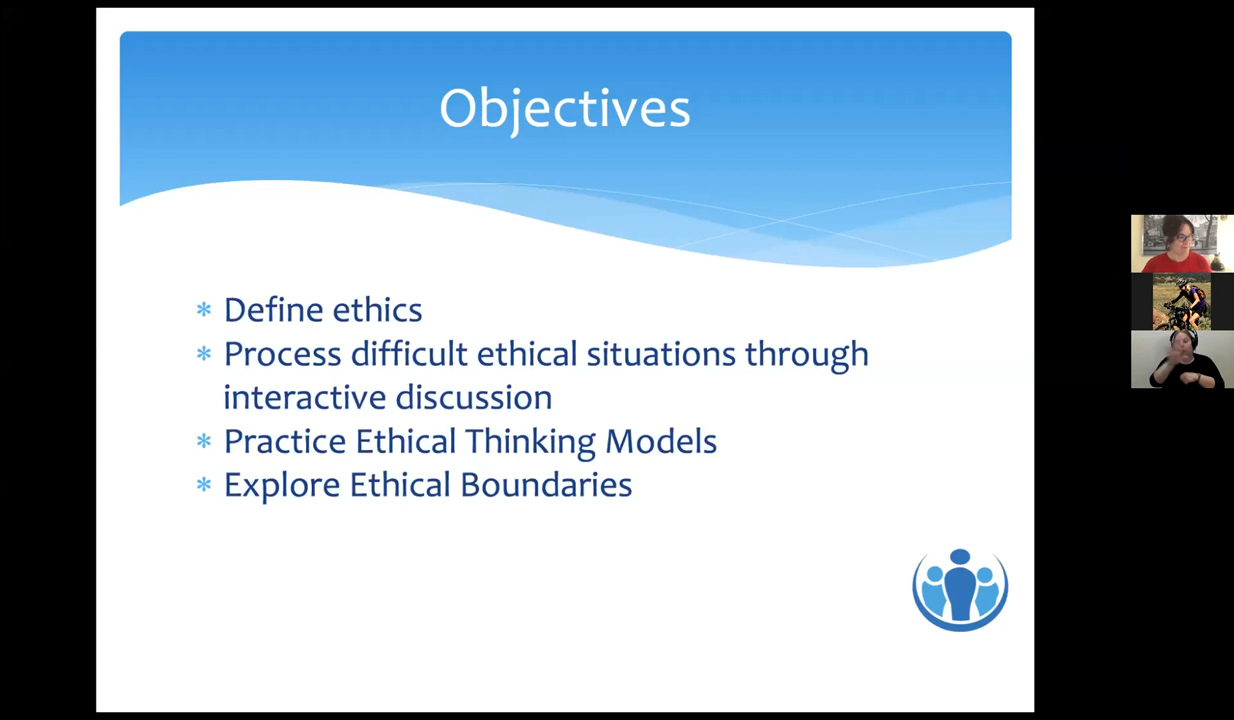 Objectives
* Define ethics
* Process difficult ethical situations through
interactive discussion
* Practice Ethical Thinking Models
* Explore Ethical Boundaries